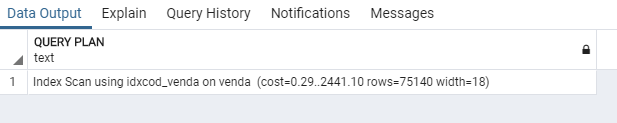 Data Output Explain Query History Notifications Messages
QUERY PLAN
text
1 Index Scan using idxcod_venda on venda (cost=0.29..2441.10 rows=75140 width=18)